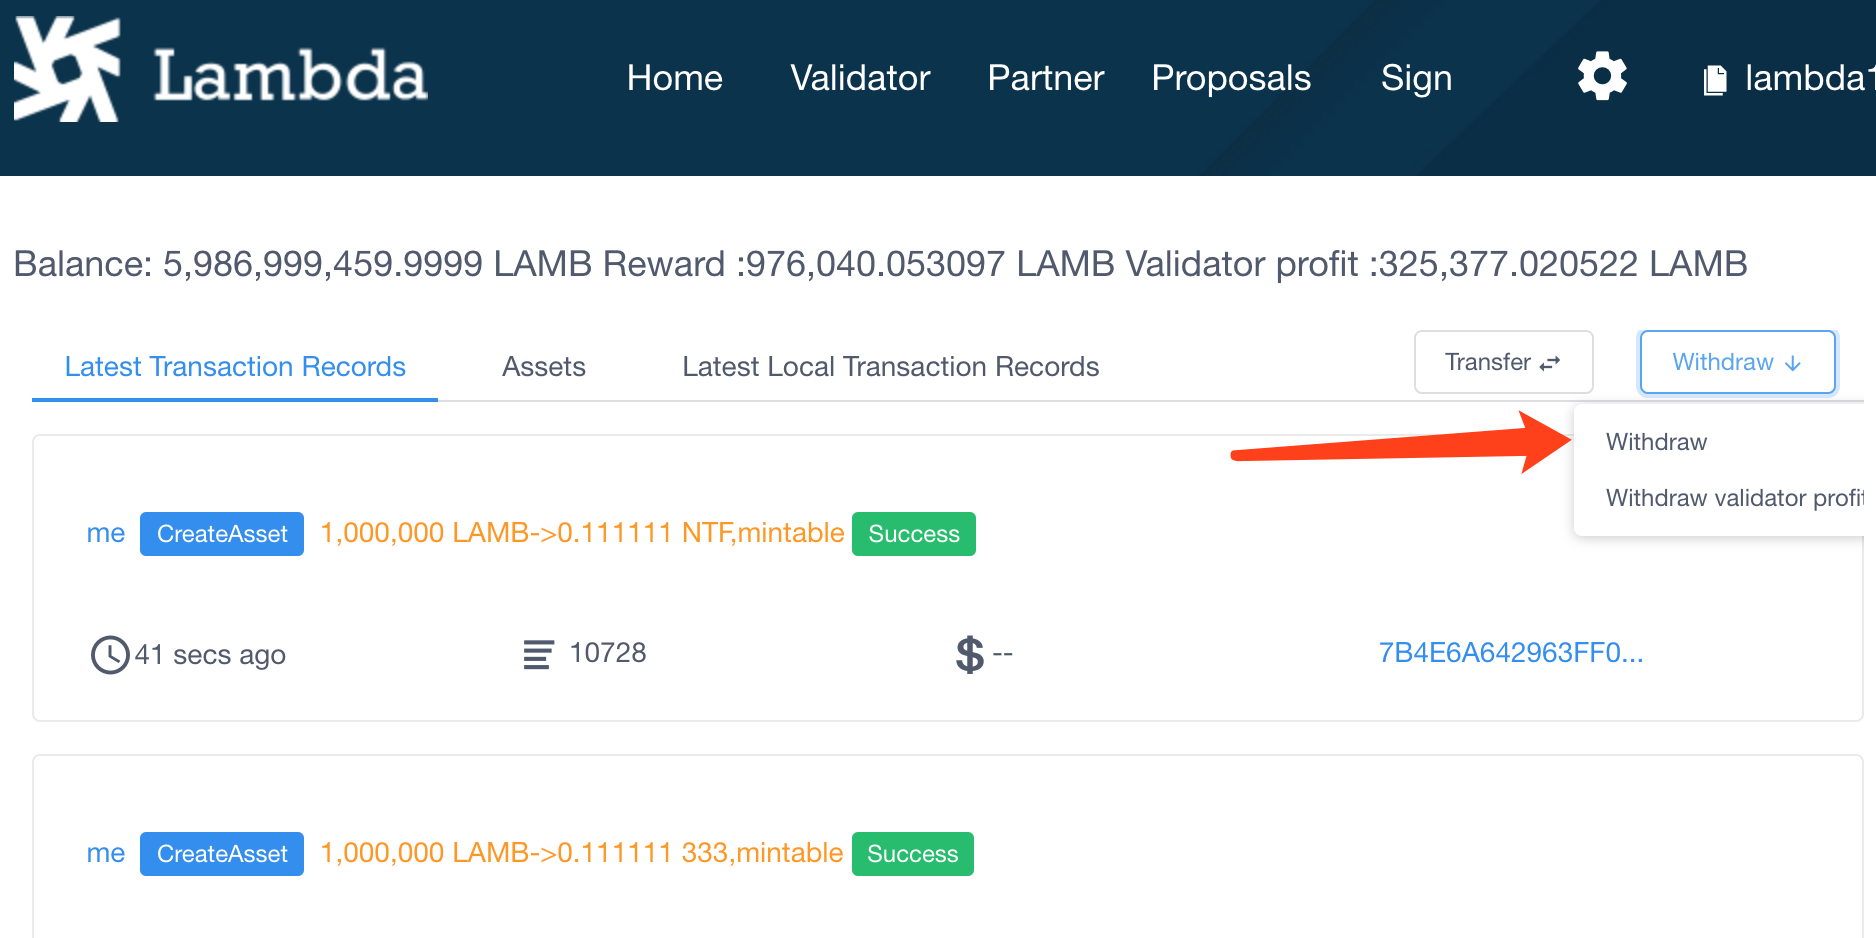 Lambda Home Validator Partner Proposals Sign lambda1
Balance: 5,986,999,459.9999 LAMB Reward :976,040.053097 LAMB Validator profit :325,377.020522 LAMB
Latest Transaction Records Assets Latest Local Transaction Records Transfer Withdraw
Withdraw
Withdraw validator profit
me CreateAsset 1,000,000 LAMB->0.111111 NTF,mintable Success
41 secs ago 10728 $ -- 7B4E6A642963FF0...
me CreateAsset 1,000,000 LAMB->0.111111 333,mintable Success